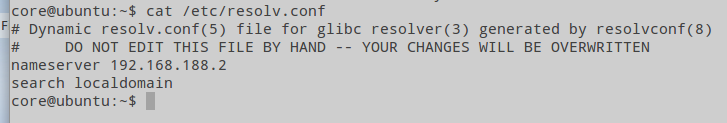 core@ubuntu:~$ cat /etc/resolv.conf
# Dynamic resolv.conf(5) file for glibc resolver(3) generated by resolvconf(8)
#     DO NOT EDIT THIS FILE BY HAND -- YOUR CHANGES WILL BE OVERWRITTEN
nameserver 192.168.188.2
search localdomain
core@ubuntu:~$